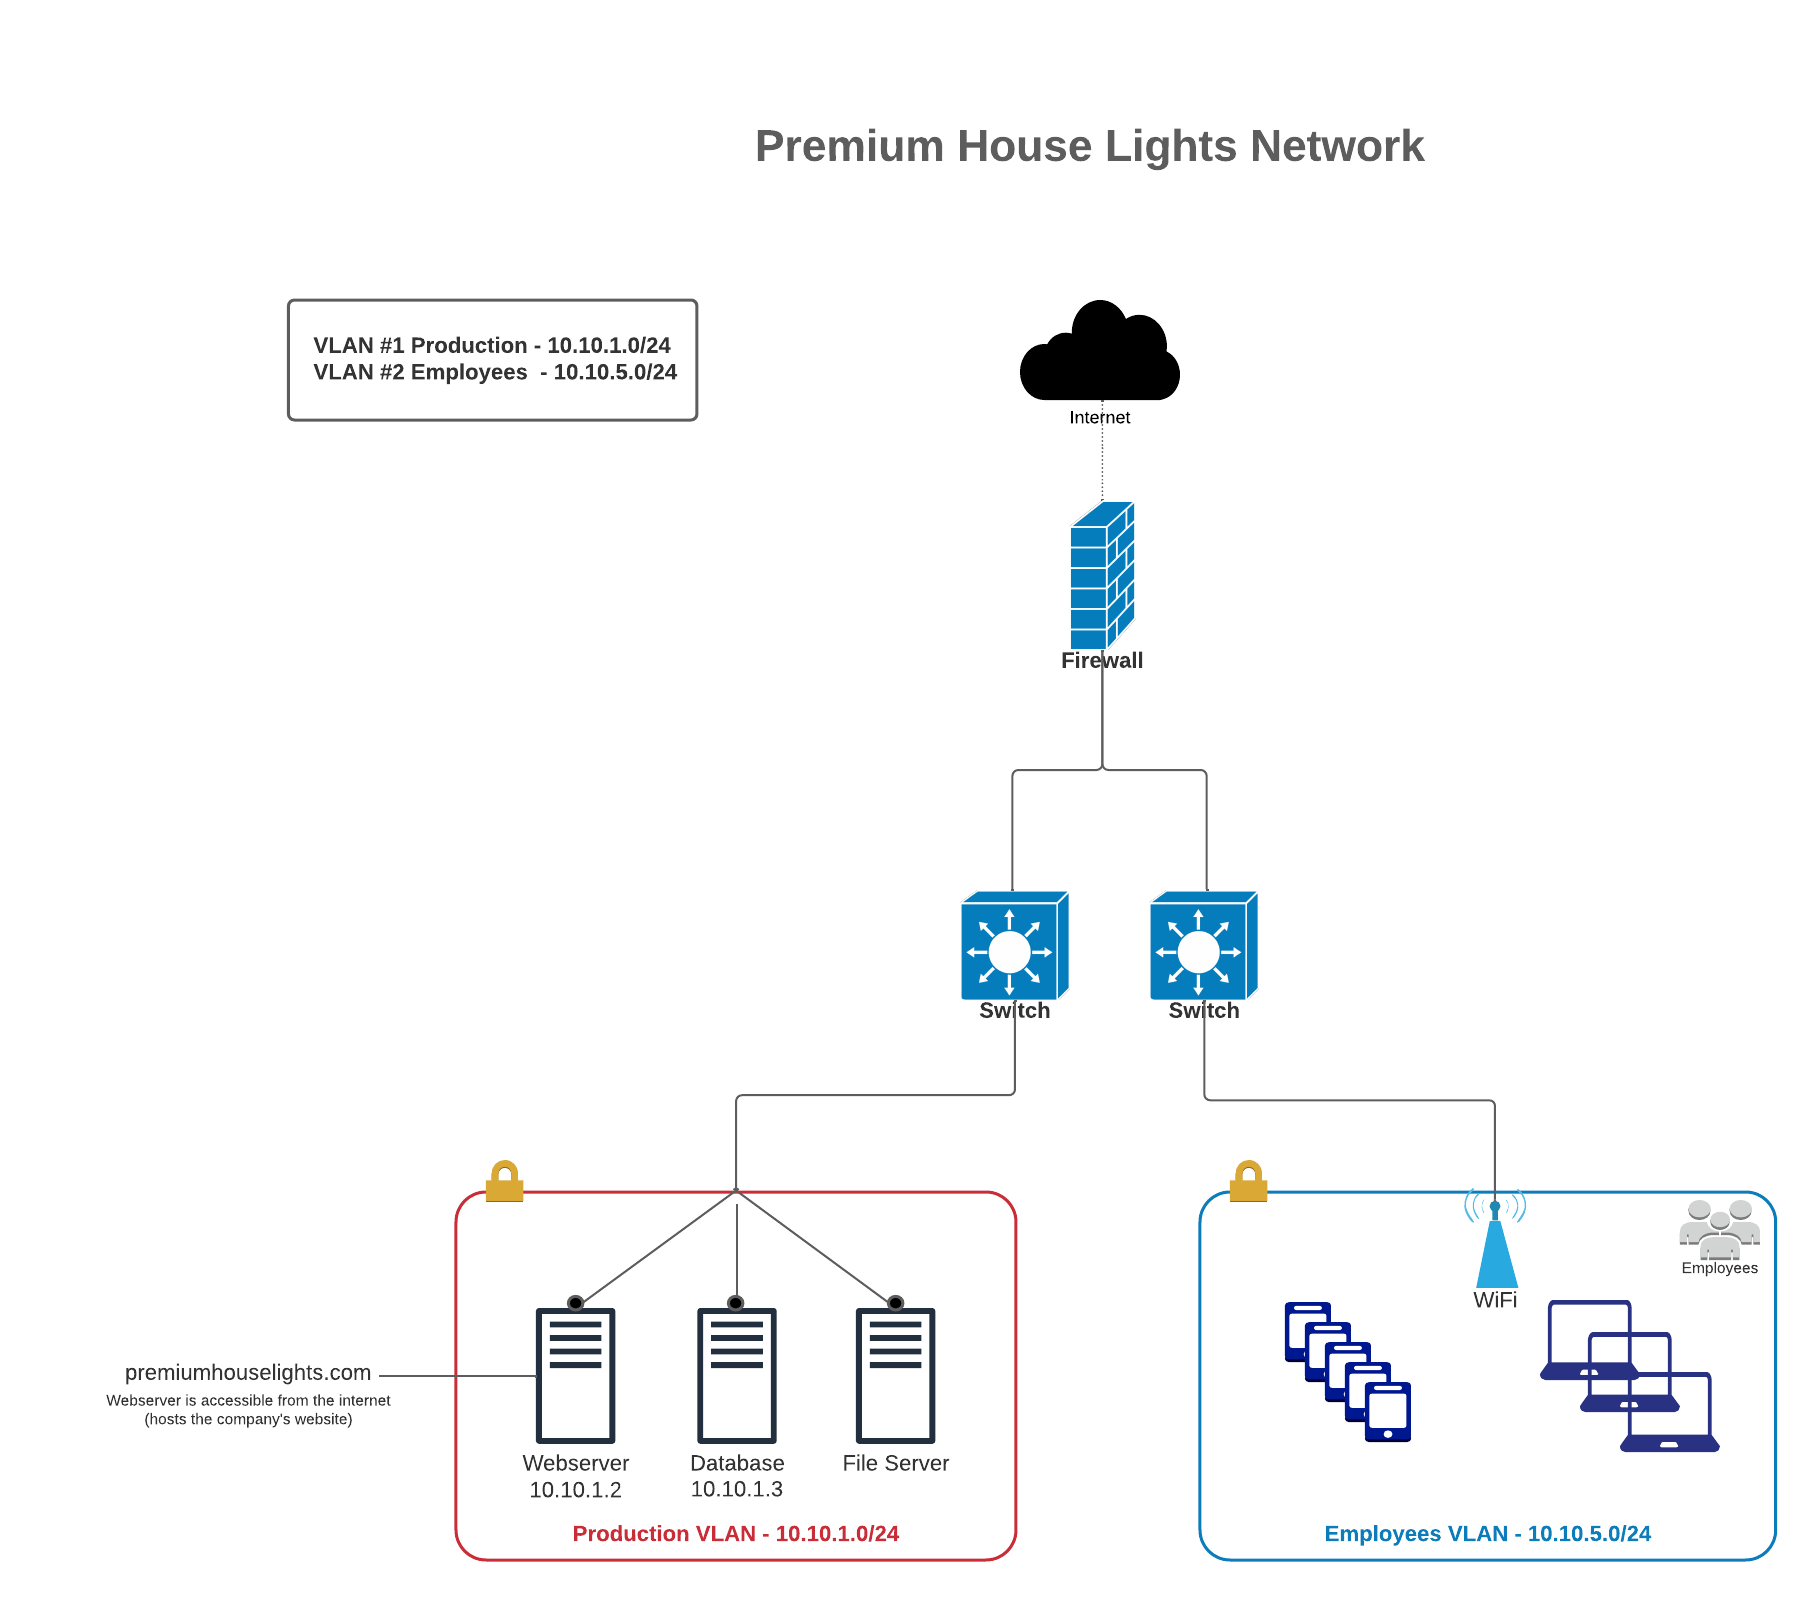 Premium House Lights Network
VLAN #1 Production - 10.10.1.0/24
VLAN #2 Employees  - 10.10.5.0/24
Internet
Firewall
Switch
Switch
Employees
WiFi
premiumhouselights.com
Webserver is accessible from the internet
(hosts the company's website)
Webserver
10.10.1.2
Database
10.10.1.3
File Server
Production VLAN - 10.10.1.0/24
Employees VLAN - 10.10.5.0/24